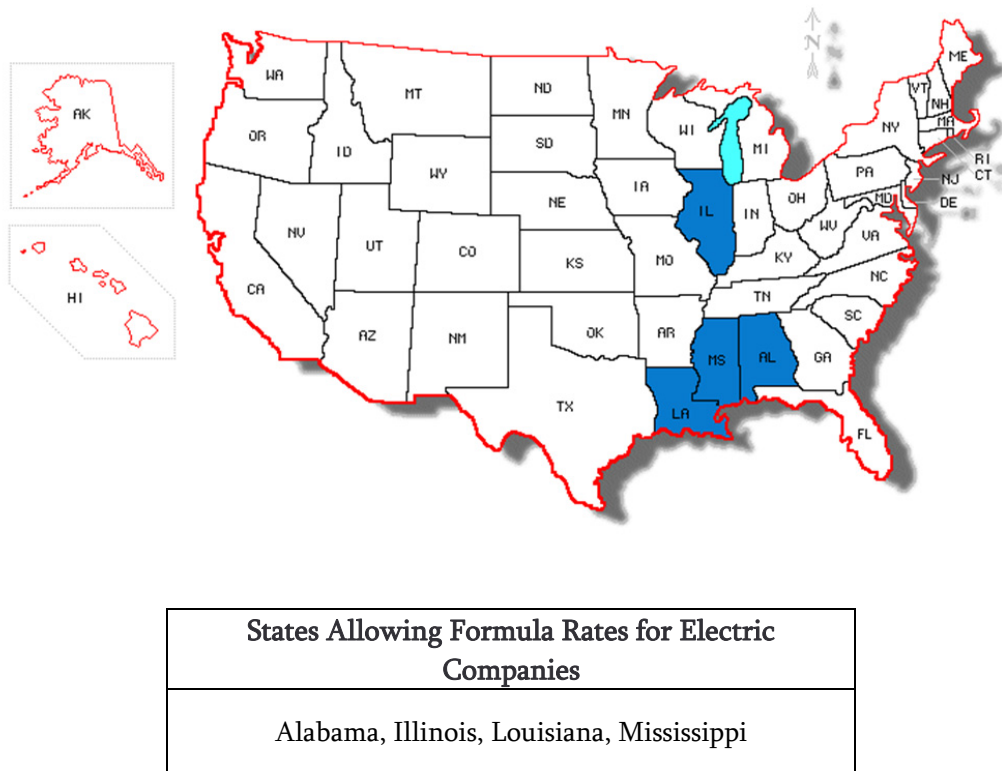 N
ME
WA
VT
NH
MT
ND
MN
AK
MA
NY
WI
OR
MI
SD
ID
RI
CT
WY
PA
NJ
IA
OH
MD
DE
NE
IL
IN
WV
NV
VA
UT
CO
KY
KS
MO
NC
CA
HI
TN
SC
OK
AR
AZ
NM
MS
AL
GA
TX
LA
FL
States Allowing Formula Rates for Electric
Companies
Alabama, Illinois, Louisiana, Mississippi